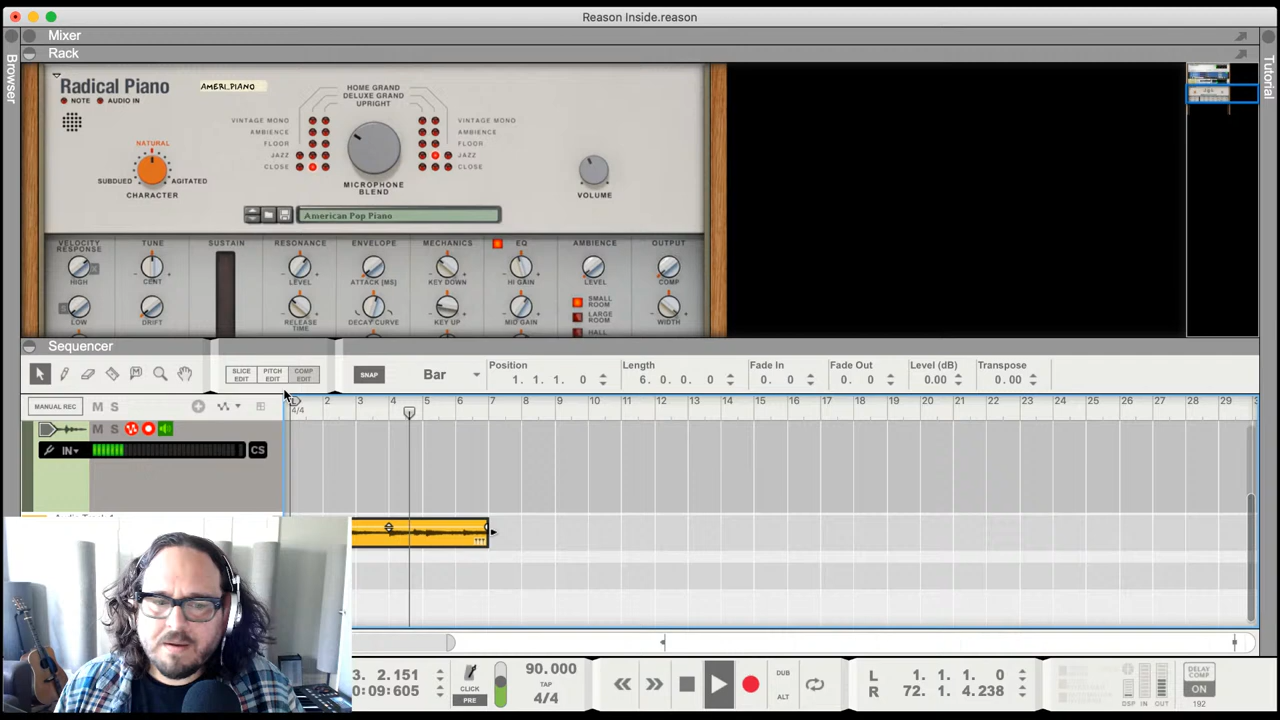 Reason Inside.reason
Mixer
Rack
Browser
Tutorial
Radical Piano
AMERI_PIANO
NOTE
AUDIO IN
HOME GRAND
DELUXE GRAND
UPRIGHT
VINTAGE MONO
VINTAGE MONO
AMBIENCE
AMBIENCE
FLOOR
FLOOR
JAZZ
JAZZ
CLOSE
CLOSE
NATURAL
SUBDUED
AGITATED
CHARACTER
MICROPHONE
BLEND
VOLUME
American Pop Piano
VELOCITY
RESPONSE
TUNE
SUSTAIN
RESONANCE
ENVELOPE
MECHANICS
EQ
AMBIENCE
OUTPUT
HIGH
CENT
LEVEL
ATTACK [MS]
KEY DOWN
HI GAIN
LEVEL
COMP
LOW
DRIFT
RELEASE
TIME
DECAY CURVE
KEY UP
MID GAIN
SMALL
ROOM
LARGE
ROOM
HALL
WIDTH
Sequencer
SLICE
EDIT
PITCH
EDIT
COMP
EDIT
SNAP
Bar
Position
1. 1. 1. 0
Length
6. 0. 0. 0
Fade In
0. 0
Fade Out
0. 0
Level (dB)
0.00
Transpose
0.00
MANUAL REC
M S
4/4
2 3 4 5 6 7 8 9 10 11 12 13 14 15 16 17 18 19 20 21 22 23 24 25 26 27 28 29
M S
IN
CS
3. 2.151
0:09:605
CLICK
PRE
90.000
TAP
4/4
DUB
ALT
L 1. 1. 1. 0
R 72. 1. 4.238
DSP IN OUT
DELAY
COMP
ON
192